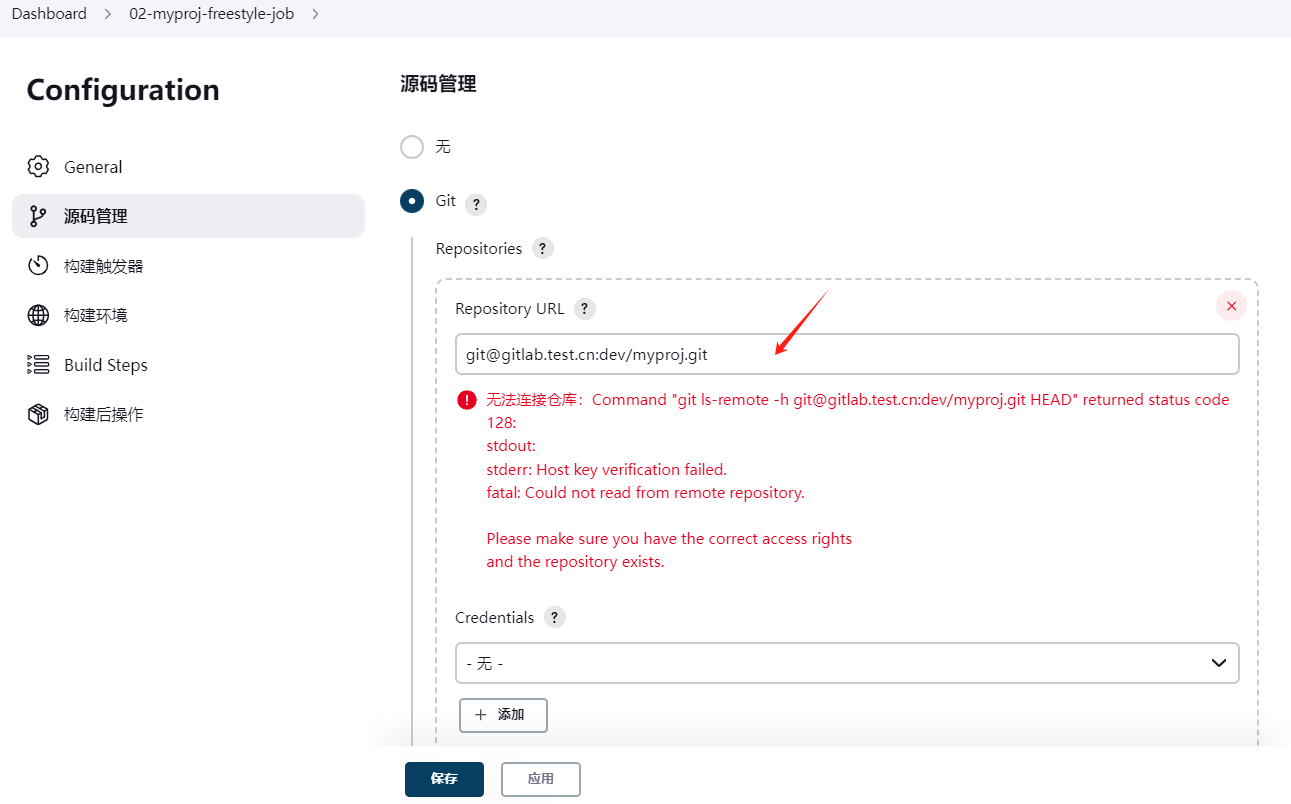 Dashboard > 02-myproj-freestyle-job >
Configuration
General
源码管理
构建触发器
构建环境
Build Steps
构建后操作
源码管理
无
Git ?
Repositories ?
Repository URL ?
git@gitlab.test.cn:dev/myproj.git
无法连接仓库：Command "git ls-remote -h git@gitlab.test.cn:dev/myproj.git HEAD" returned status code
128:
stdout:
stderr: Host key verification failed.
fatal: Could not read from remote repository.
Please make sure you have the correct access rights
and the repository exists.
Credentials ?
- 无 -
+ 添加
保存 应用